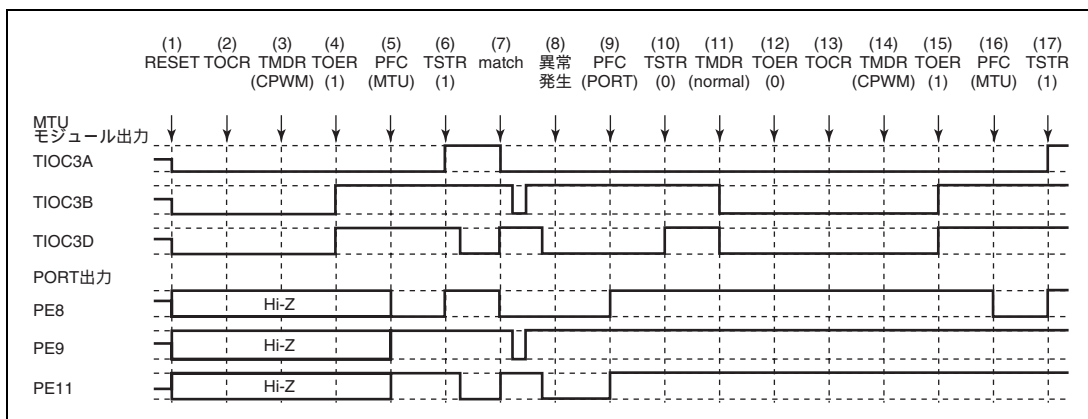 (1) (2) (3) (4) (5) (6) (7) (8) (9) (10) (11) (12) (13) (14) (15) (16) (17)
RESET TOCR TMDR TOER PFC TSTR match 異常 PFC TSTR TMDR TOER TOCR TMDR TOER PFC TSTR
(CPWM) (1) (MTU) (1) 発生 (PORT) (0) (normal) (0) (CPWM) (1) (MTU) (1)
MTU
モジュール出力
TIOC3A
TIOC3B
TIOC3D
PORT出力
PE8 Hi-Z
PE9 Hi-Z
PE11 Hi-Z